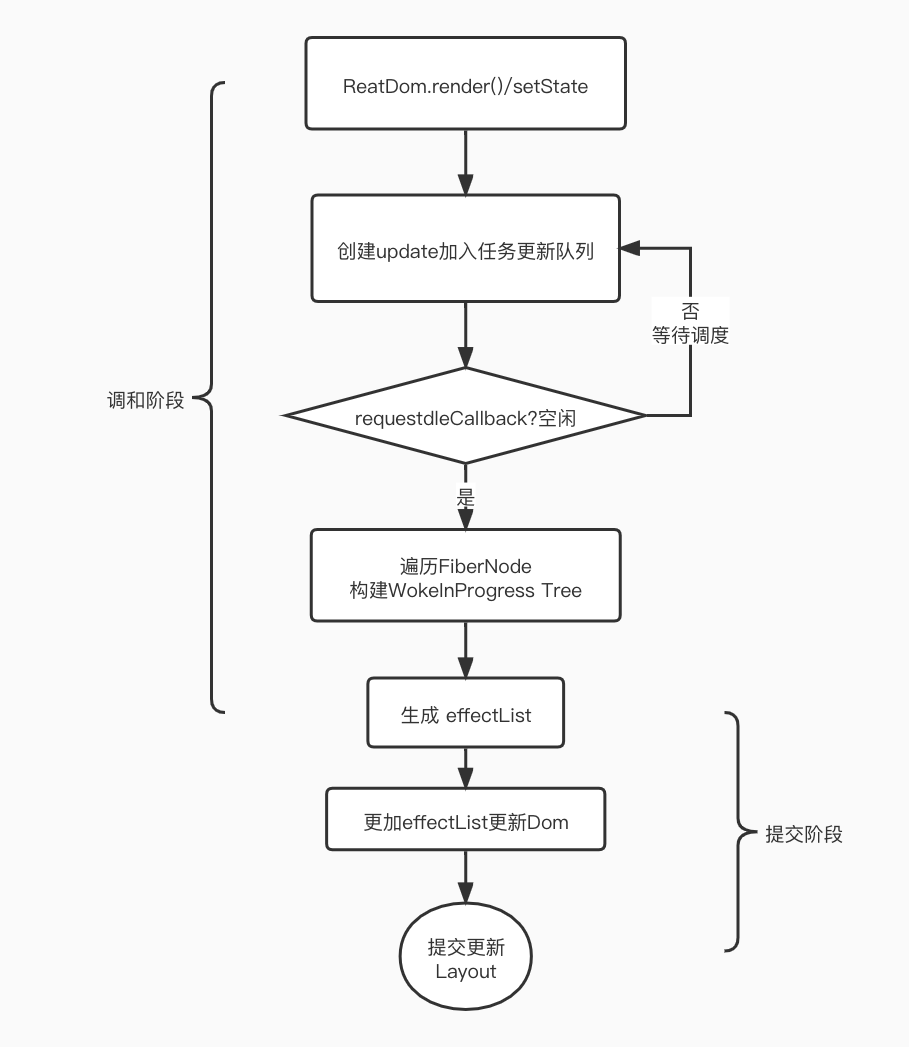 ReatDom.render()/setState
创建update加入任务更新队列
否
等待调度
调和阶段
requestdleCallback?空闲
是
遍历FiberNode
构建WokeInProgress Tree
生成 effectList
更加effectList更新Dom
提交阶段
提交更新
Layout